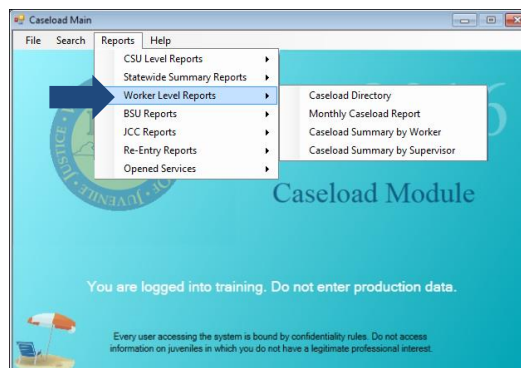 Caseload Main
File Search Reports Help
CSU Level Reports
Statewide Summary Reports
Worker Level Reports
BSU Reports
JCC Reports
Re-Entry Reports
Opened Services
Caseload Directory
Monthly Caseload Report
Caseload Summary by Worker
Caseload Summary by Supervisor
Caseload Module
You are logged into training. Do not enter production data.
Every user accessing the system is bound by confidentiality rules. Do not access
information on juveniles in which you do not have a legitimate professional interest.